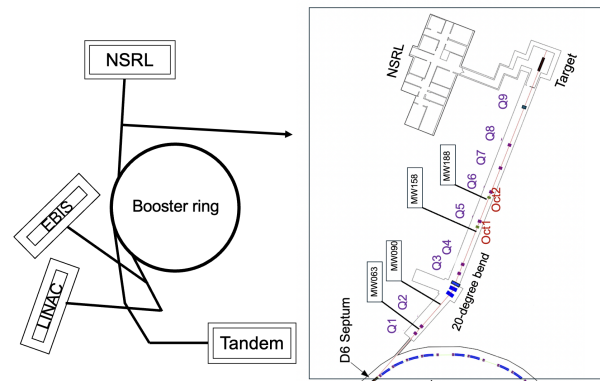 NSRL
Booster ring
EBIS
LINAC
Tandem
NSRL
Target
Q9
Q8
Q7
Q6
MW188
Oct2
MW158
Q5
Oct1
Q4
Q3
MW090
20-degree bend
MW063
Q2
Q1
D6 Septum